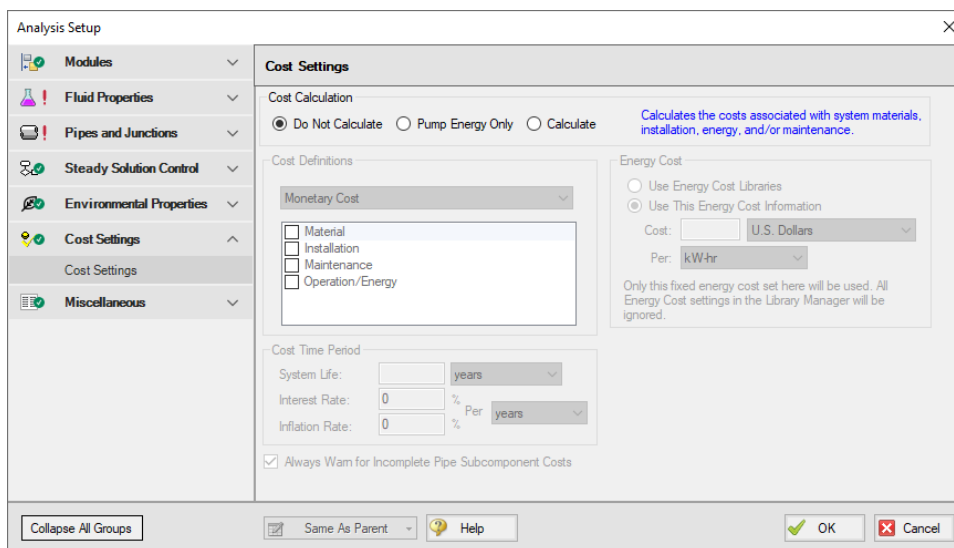 Analysis Setup
Modules
Fluid Properties
Pipes and Junctions
Steady Solution Control
Environmental Properties
Cost Settings
Cost Settings
Miscellaneous
Collapse All Groups
Cost Settings
Cost Calculation
Do Not Calculate Pump Energy Only Calculate
Calculates the costs associated with system materials,
installation, energy, and/or maintenance.
Cost Definitions
Monetary Cost
Material
Installation
Maintenance
Operation/Energy
Energy Cost
Use Energy Cost Libraries
Use This Energy Cost Information
Cost: U.S. Dollars
Per: kW-hr
Only this fixed energy cost set here will be used. All
Energy Cost settings in the Library Manager will be
ignored.
Cost Time Period
System Life: years
Interest Rate: 0 %
Per years
Inflation Rate: 0 %
Always Warn for Incomplete Pipe Subcomponent Costs
Same As Parent Help OK Cancel